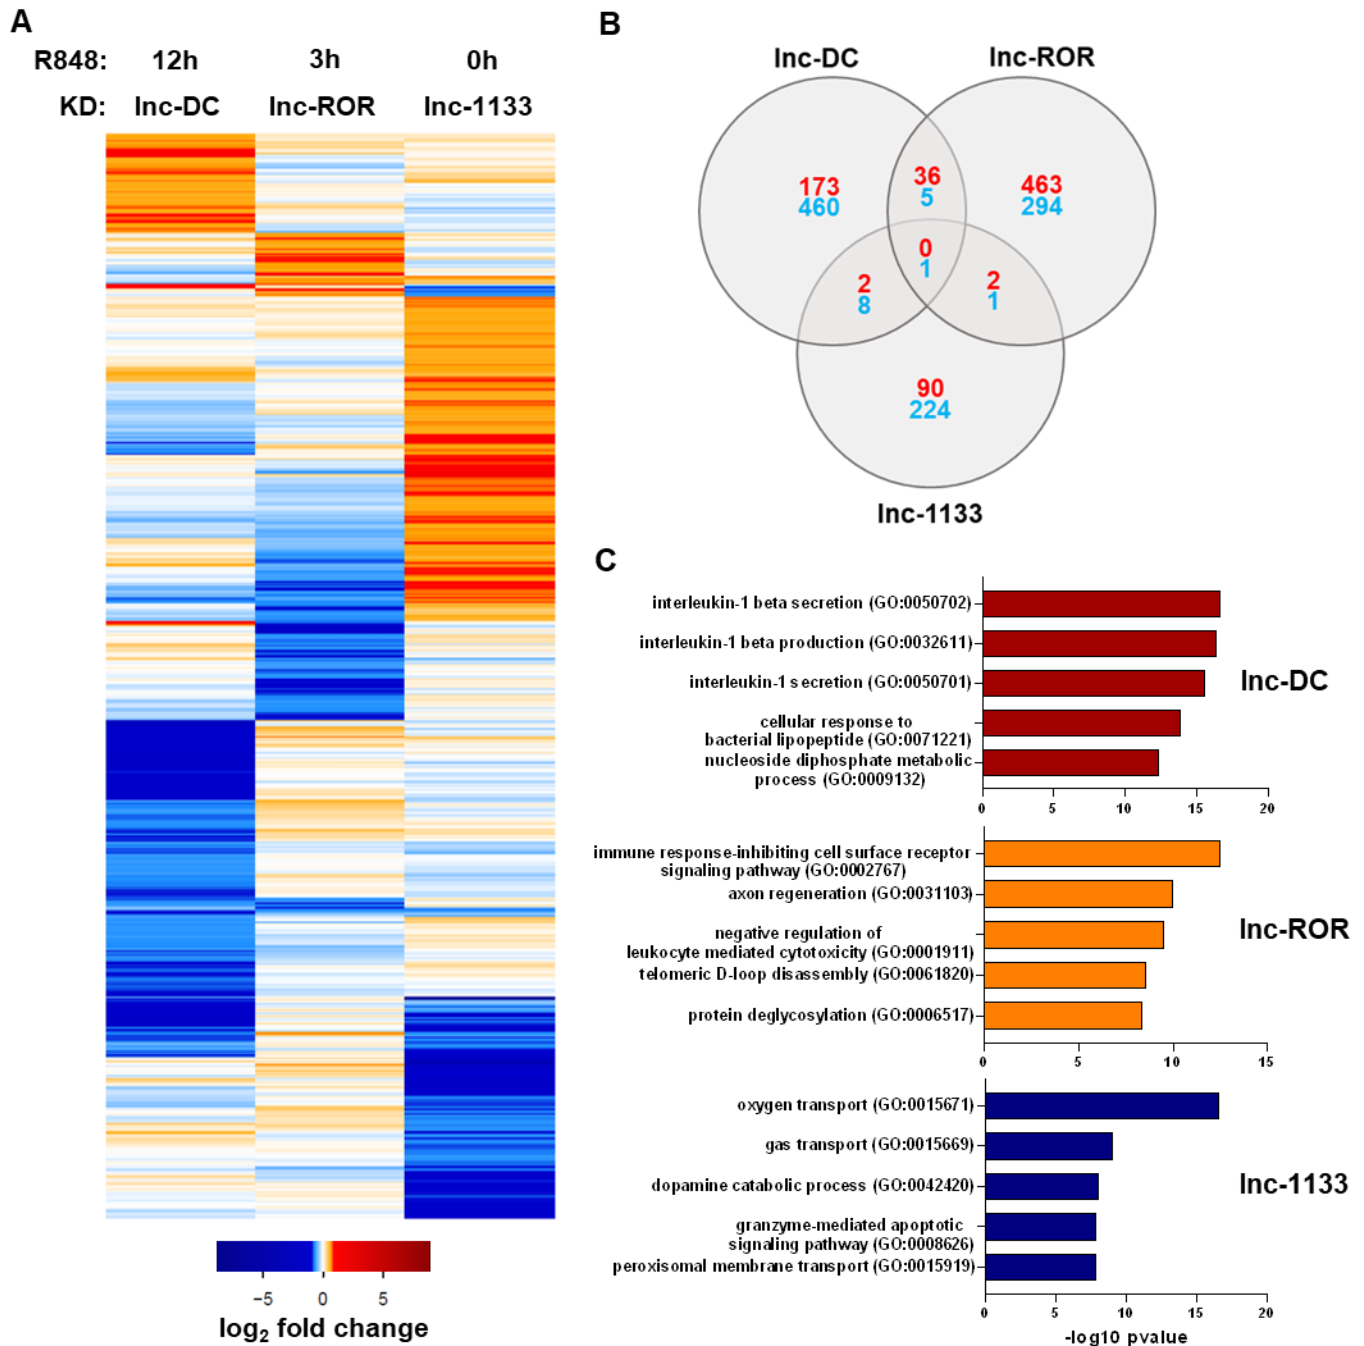 A
R848: 12h 3h 0h
KD: lnc-DC lnc-ROR lnc-1133
−5 0 5
log2 fold change
B
lnc-DC lnc-ROR
173 36 463
460 5 294
0
1
2 2
8 1
90
224
lnc-1133
C
interleukin-1 beta secretion (GO:0050702)
interleukin-1 beta production (GO:0032611)
interleukin-1 secretion (GO:0050701)
cellular response to
bacterial lipopeptide (GO:0071221)
nucleoside diphosphate metabolic
process (GO:0009132)
lnc-DC
0 5 10 15 20
immune response-inhibiting cell surface receptor
signaling pathway (GO:0002767)
axon regeneration (GO:0031103)
negative regulation of
leukocyte mediated cytotoxicity (GO:0001911)
telomeric D-loop disassembly (GO:0061820)
protein deglycosylation (GO:0006517)
lnc-ROR
0 5 10 15
oxygen transport (GO:0015671)
gas transport (GO:0015669)
dopamine catabolic process (GO:0042420)
granzyme-mediated apoptotic
signaling pathway (GO:0008626)
peroxisomal membrane transport (GO:0015919)
lnc-1133
0 5 10 15 20
-log10 pvalue